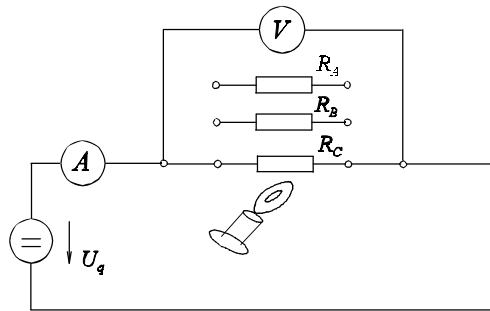 V
R_A
R_B
R_C
A
=
U_q